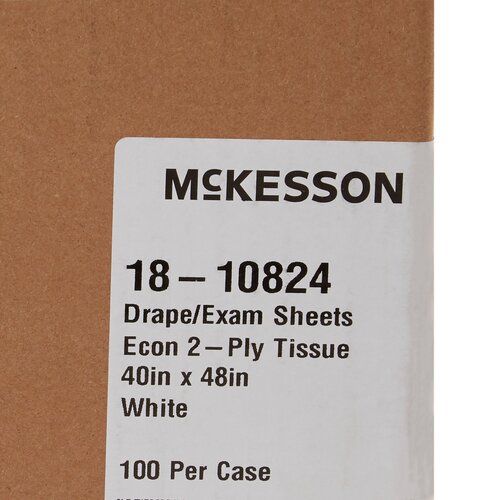 McKESSON
18-10824
Drape/Exam Sheets
Econ 2-Ply Tissue
40in x 48in
White
100 Per Case